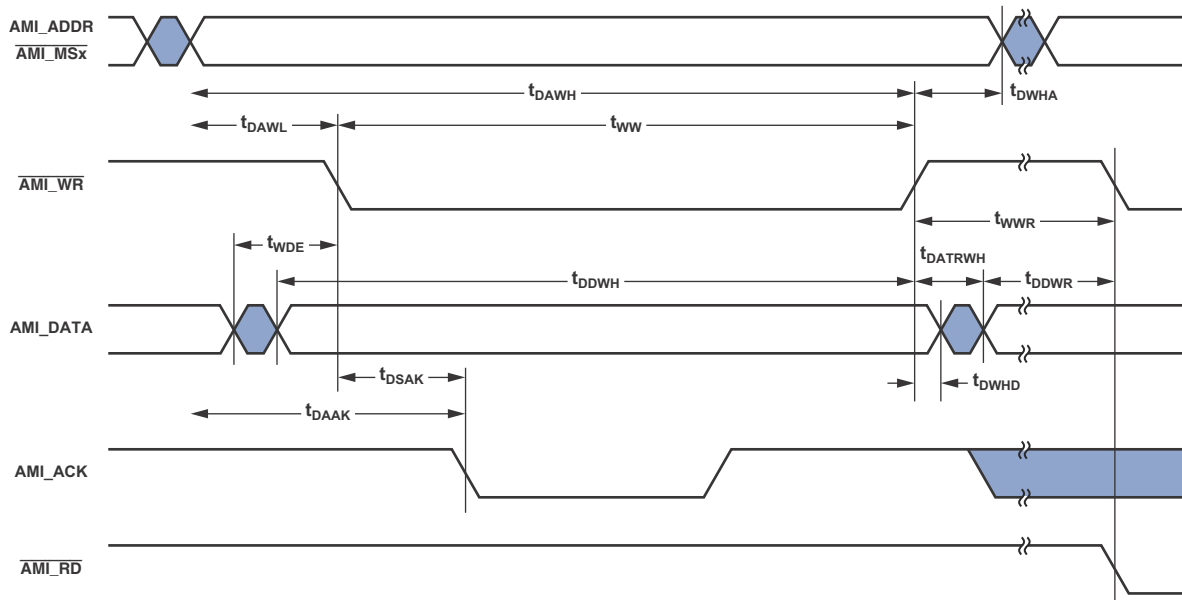 AMI_ADDR
AMI_MSx
tDAWH
tDWHA
tDAWL
tWW
AMI_WR
tWWR
tWDE
tDATRWH
tDDWH
tDDWR
AMI_DATA
tDSAK
tDWHD
tDAAK
AMI_ACK
AMI_RD